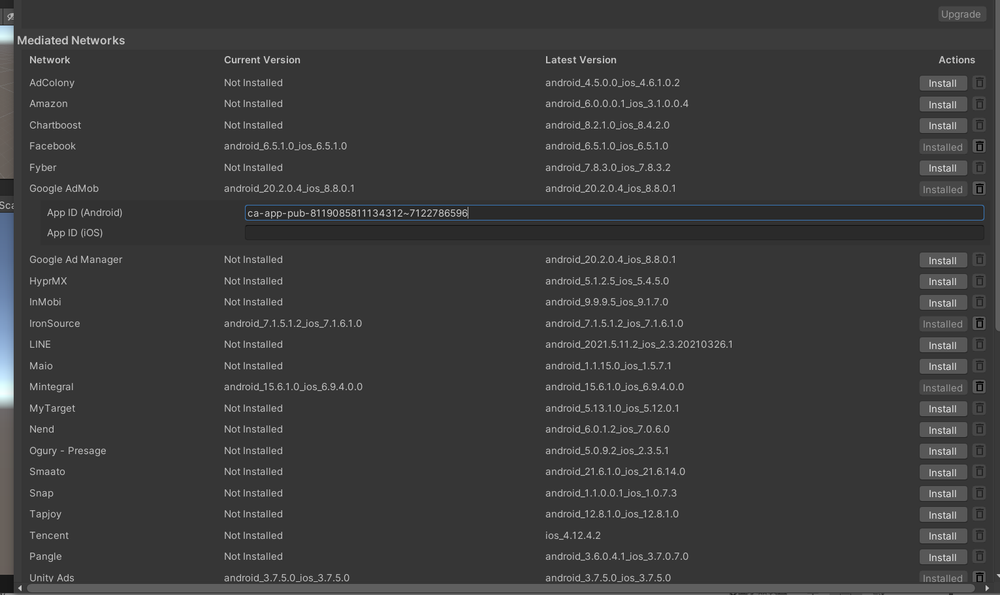 Upgrade
Mediated Networks
Network Current Version Latest Version Actions
AdColony Not Installed android_4.5.0.0_ios_4.6.1.0.2 Install
Amazon Not Installed android_6.0.0.0.1_ios_3.1.0.0.4 Install
Chartboost Not Installed android_8.2.1.0_ios_8.4.2.0 Install
Facebook android_6.5.1.0_ios_6.5.1.0 android_6.5.1.0_ios_6.5.1.0 Installed
Fyber Not Installed android_7.8.3.0_ios_7.8.3.2 Install
Google AdMob android_20.2.0.4_ios_8.8.0.1 android_20.2.0.4_ios_8.8.0.1 Installed
App ID (Android) ca-app-pub-8119085811134312~7122786596
App ID (iOS)
Google Ad Manager Not Installed android_20.2.0.4_ios_8.8.0.1 Install
HyprMX Not Installed android_5.1.2.5_ios_5.4.5.0 Install
InMobi Not Installed android_9.9.9.5_ios_9.1.7.0 Install
IronSource android_7.1.5.1.2_ios_7.1.6.1.0 android_7.1.5.1.2_ios_7.1.6.1.0 Installed
LINE Not Installed android_2021.5.11.2_ios_2.3.20210326.1 Install
Maio Not Installed android_1.1.15.0_ios_1.5.7.1 Install
Mintegral android_15.6.1.0_ios_6.9.4.0.0 android_15.6.1.0_ios_6.9.4.0.0 Installed
MyTarget Not Installed android_5.13.1.0_ios_5.12.0.1 Install
Nend Not Installed android_6.0.1.2_ios_7.0.6.0 Install
Ogury - Presage Not Installed android_5.0.9.2_ios_2.3.5.1 Install
Smaato Not Installed android_21.6.1.0_ios_21.6.14.0 Install
Snap Not Installed android_1.1.0.0.1_ios_1.0.7.3 Install
Tapjoy Not Installed android_12.8.1.0_ios_12.8.1.0 Install
Tencent Not Installed ios_4.12.4.2 Install
Pangle Not Installed android_3.6.0.4.1_ios_3.7.0.7.0 Install
Unity Ads android_3.7.5.0_ios_3.7.5.0 android_3.7.5.0_ios_3.7.5.0 Installed